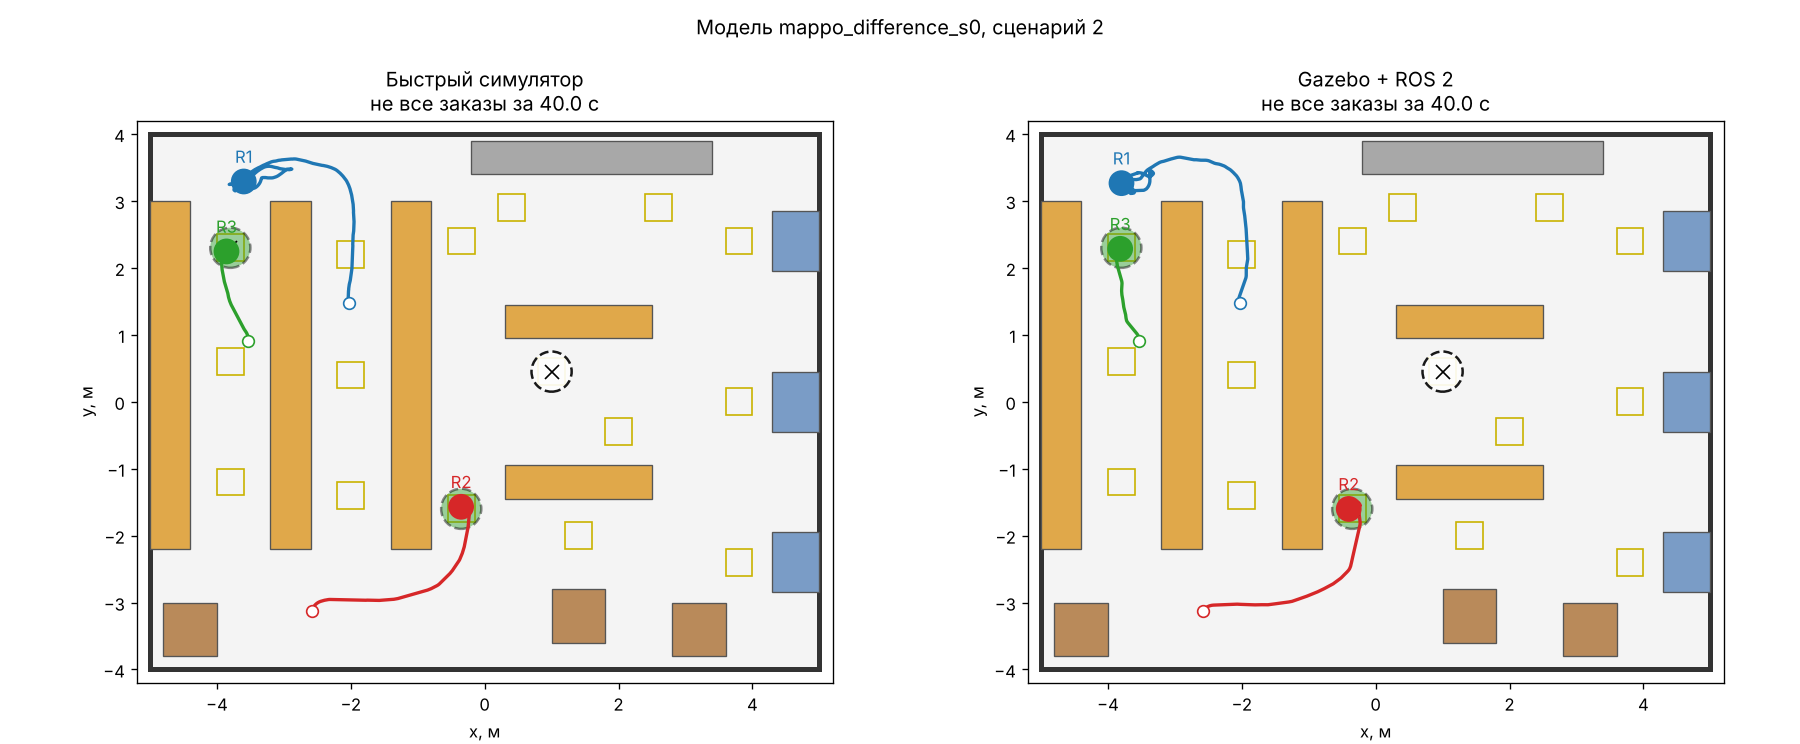 Модель mappo_difference_s0, сценарий 2
Быстрый симулятор
не все заказы за 40.0 с
4
3
2
1
0
−1
−2
−3
−4
y, м
R1
R3
R2
−4
−2
0
2
4
x, м
Gazebo + ROS 2
не все заказы за 40.0 с
4
3
2
1
0
−1
−2
−3
−4
y, м
R1
R3
R2
−4
−2
0
2
4
x, м